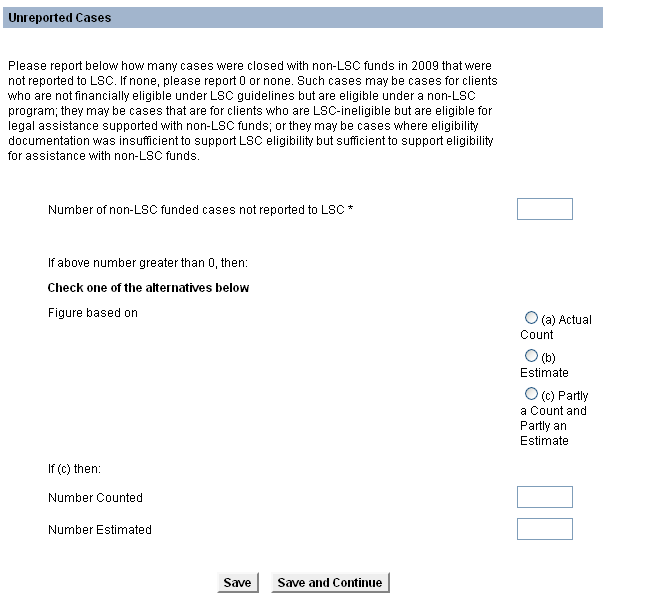 Unreported Cases
Please report below how many cases were closed with non-LSC funds in 2009 that were
not reported to LSC. If none, please report 0 or none. Such cases may be cases for clients
who are not financially eligible under LSC guidelines but are eligible under a non-LSC
program; they may be cases that are for clients who are LSC-ineligible but are eligible for
legal assistance supported with non-LSC funds; or they may be cases where eligibility
documentation was insufficient to support LSC eligibility but sufficient to support eligibility
for assistance with non-LSC funds.
Number of non-LSC funded cases not reported to LSC *
If above number greater than 0, then:
Check one of the alternatives below
Figure based on
(a) Actual
Count
(b)
Estimate
(c) Partly
a Count and
Partly an
Estimate
If (c) then:
Number Counted
Number Estimated
Save Save and Continue